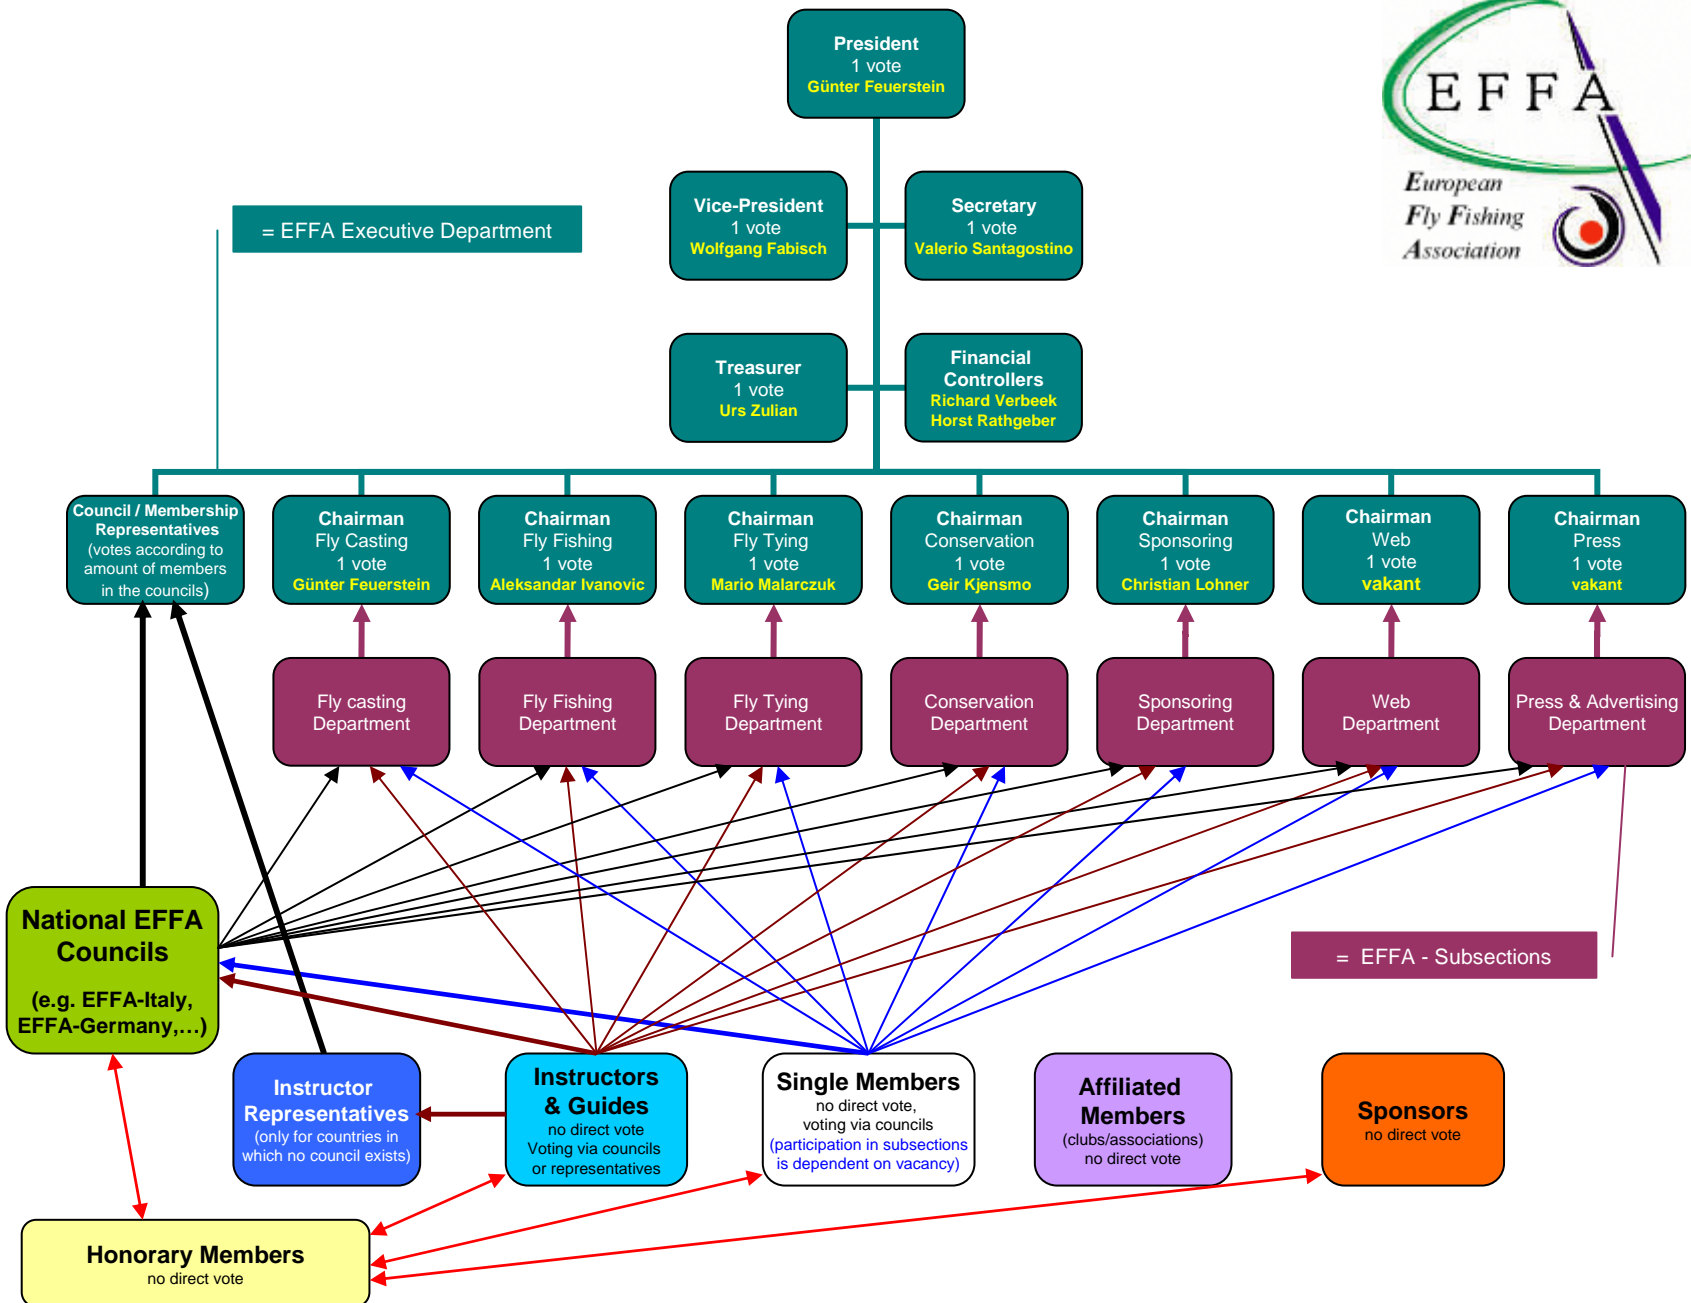 President
1 vote
Günter Feuerstein
E F F A
European
Fly Fishing
Association
Vice-President
1 vote
Wolfgang Fabisch
Secretary
1 vote
Valerio Santagostino
= EFFA Executive Department
Treasurer
1 vote
Urs Zulian
Financial
Controllers
Richard Verbeek
Horst Rathgeber
Council / Membership
Representatives
(votes according to
amount of members
in the councils)
Chairman
Fly Casting
1 vote
Günter Feuerstein
Chairman
Fly Fishing
1 vote
Aleksandar Ivanovic
Chairman
Fly Tying
1 vote
Mario Malarczuk
Chairman
Conservation
1 vote
Geir Kjensmo
Chairman
Sponsoring
1 vote
Christian Lohner
Chairman
Web
1 vote
vakant
Chairman
Press
1 vote
vakant
Fly casting
Department
Fly Fishing
Department
Fly Tying
Department
Conservation
Department
Sponsoring
Department
Web
Department
Press & Advertising
Department
National EFFA
Councils
(e.g. EFFA-Italy,
EFFA-Germany,...)
= EFFA - Subsections
Instructor
Representatives
(only for countries in
which no council exists)
Instructors
& Guides
no direct vote
Voting via councils
or representatives
Single Members
no direct vote,
voting via councils
(participation in subsections
is dependent on vacancy)
Affiliated
Members
(clubs/associations)
no direct vote
Sponsors
no direct vote
Honorary Members
no direct vote